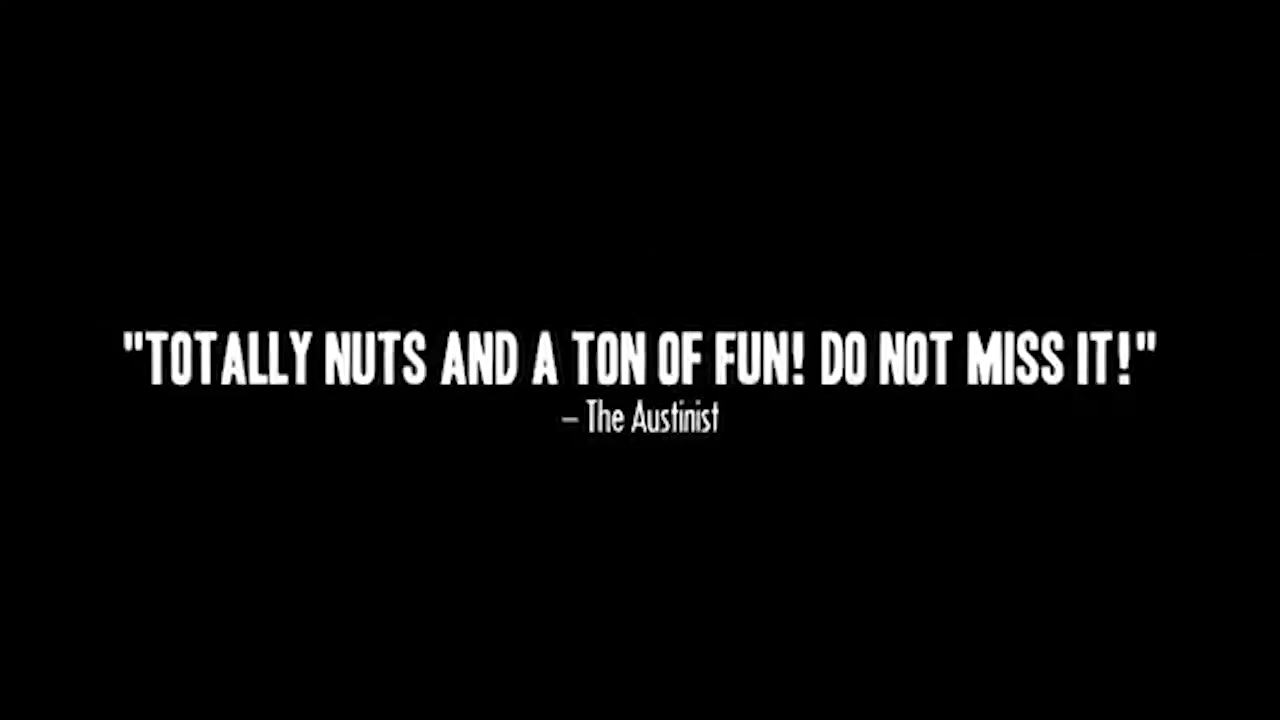 "TOTALLY NUTS AND A TON OF FUN! DO NOT MISS IT!"
– The Austinist